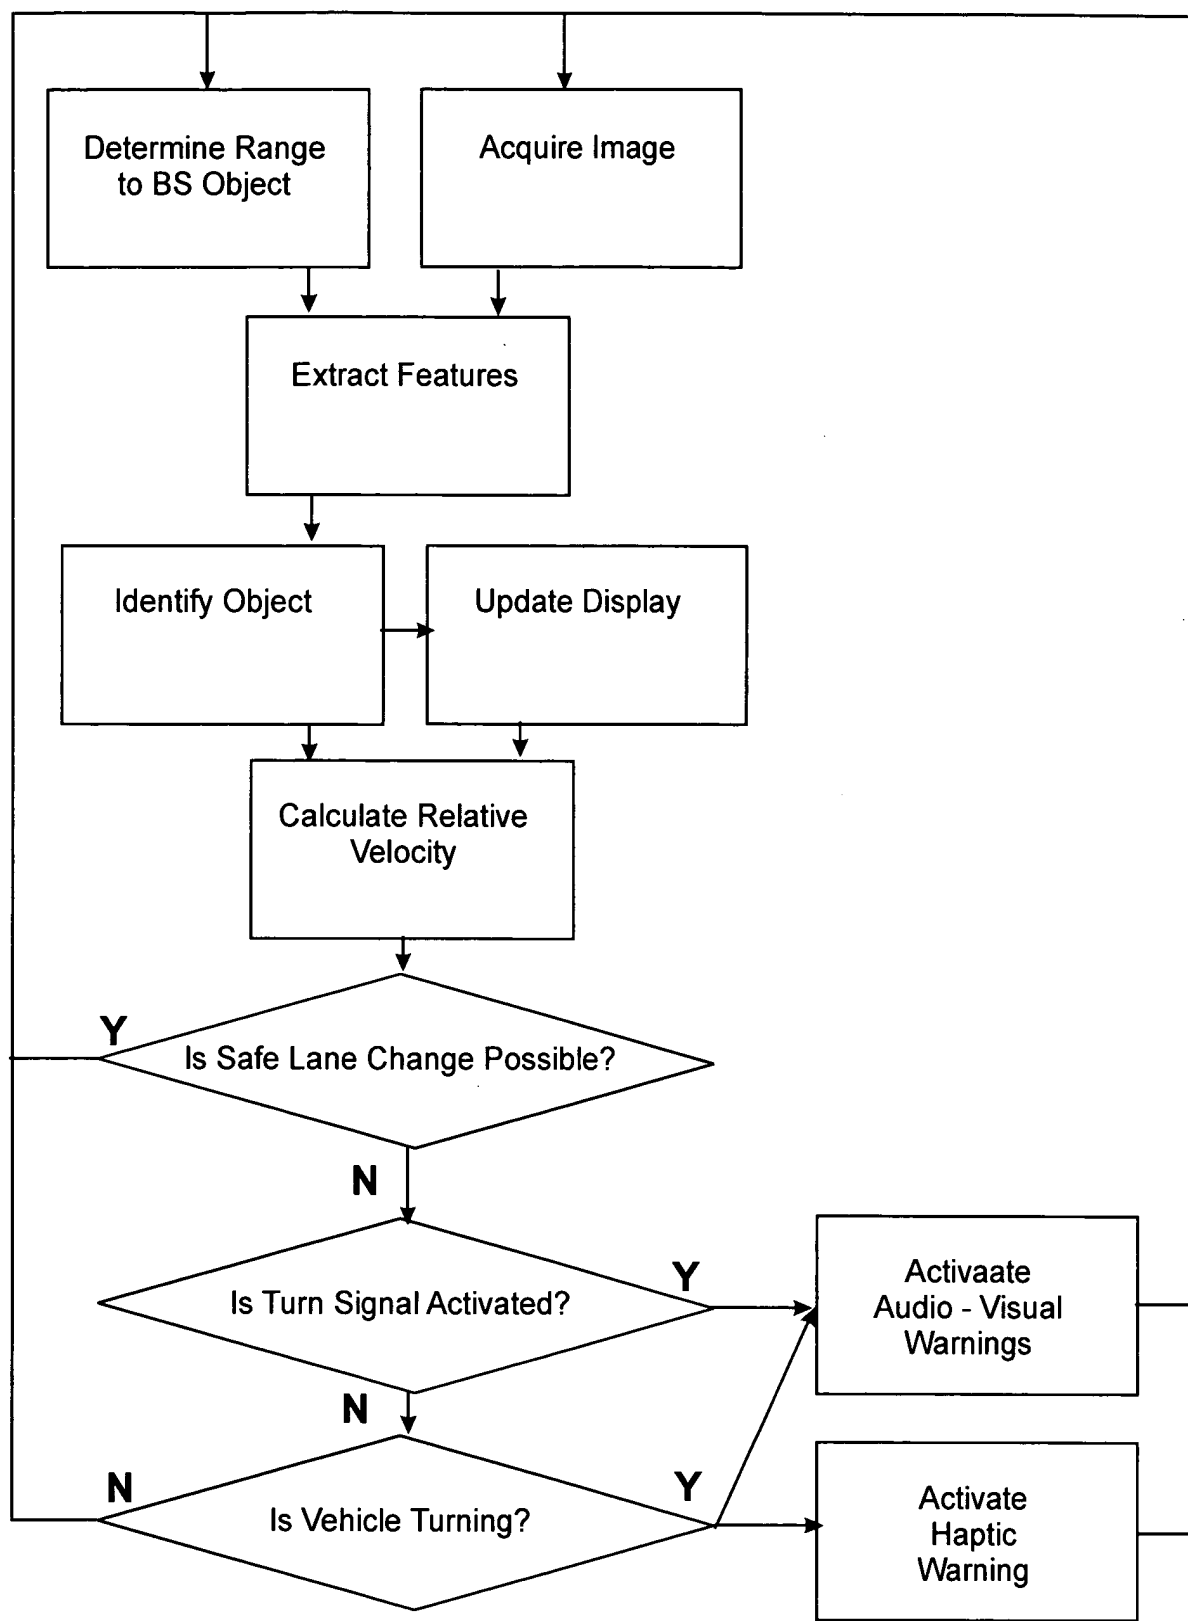 Determine Range
to BS Object
Acquire Image
Extract Features
Identify Object
Update Display
Calculate Relative
Velocity
Y
Is Safe Lane Change Possible?
N
Y
Is Turn Signal Activated?
Activaate
Audio - Visual
Warnings
N
N
Y
Is Vehicle Turning?
Activate
Haptic
Warning